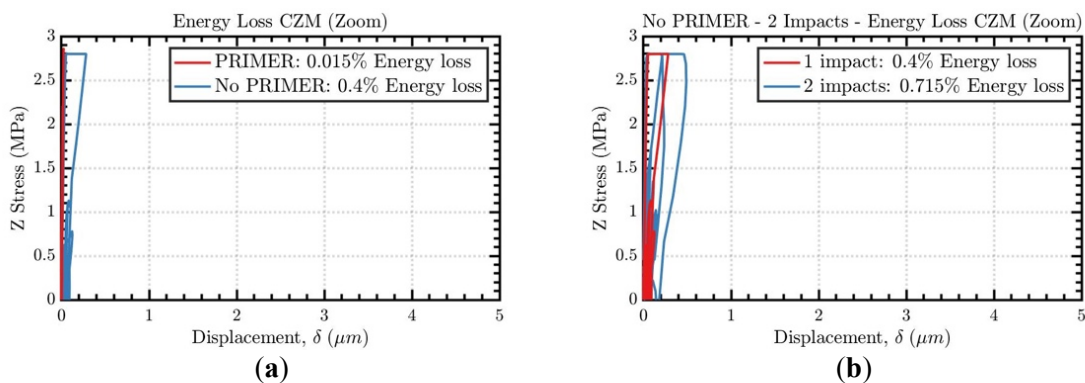 Energy Loss CZM (Zoom)
3
2.5
2
1.5
1
0.5
0
Z Stress (MPa)
PRIMER: 0.015% Energy loss
No PRIMER: 0.4% Energy loss
0 1 2 3 4 5
Displacement, δ (μm)
(a)
No PRIMER - 2 Impacts - Energy Loss CZM (Zoom)
3
2.5
2
1.5
1
0.5
0
Z Stress (MPa)
1 impact: 0.4% Energy loss
2 impacts: 0.715% Energy loss
0 1 2 3 4 5
Displacement, δ (μm)
(b)